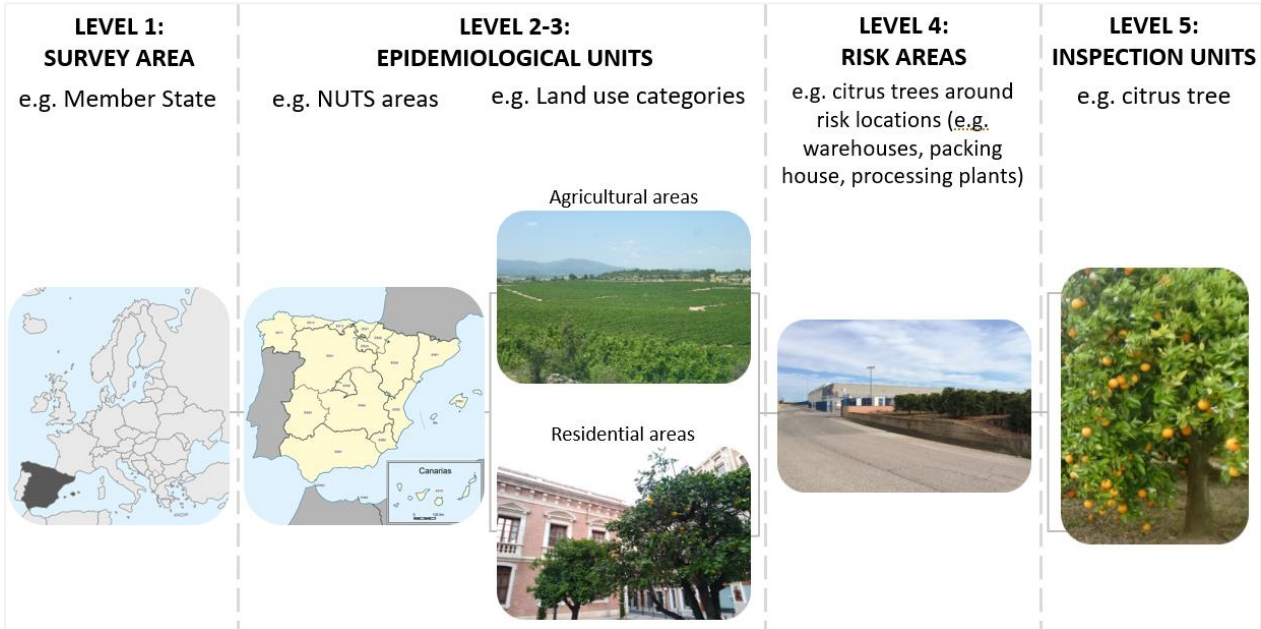 LEVEL 1:
SURVEY AREA
e.g. Member State
LEVEL 2-3:
EPIDEMIOLOGICAL UNITS
e.g. NUTS areas
e.g. Land use categories
Agricultural areas
Residential areas
Canarias
LEVEL 4:
RISK AREAS
e.g. citrus trees around
risk locations (e.g.
warehouses, packing
house, processing plants)
LEVEL 5:
INSPECTION UNITS
e.g. citrus tree